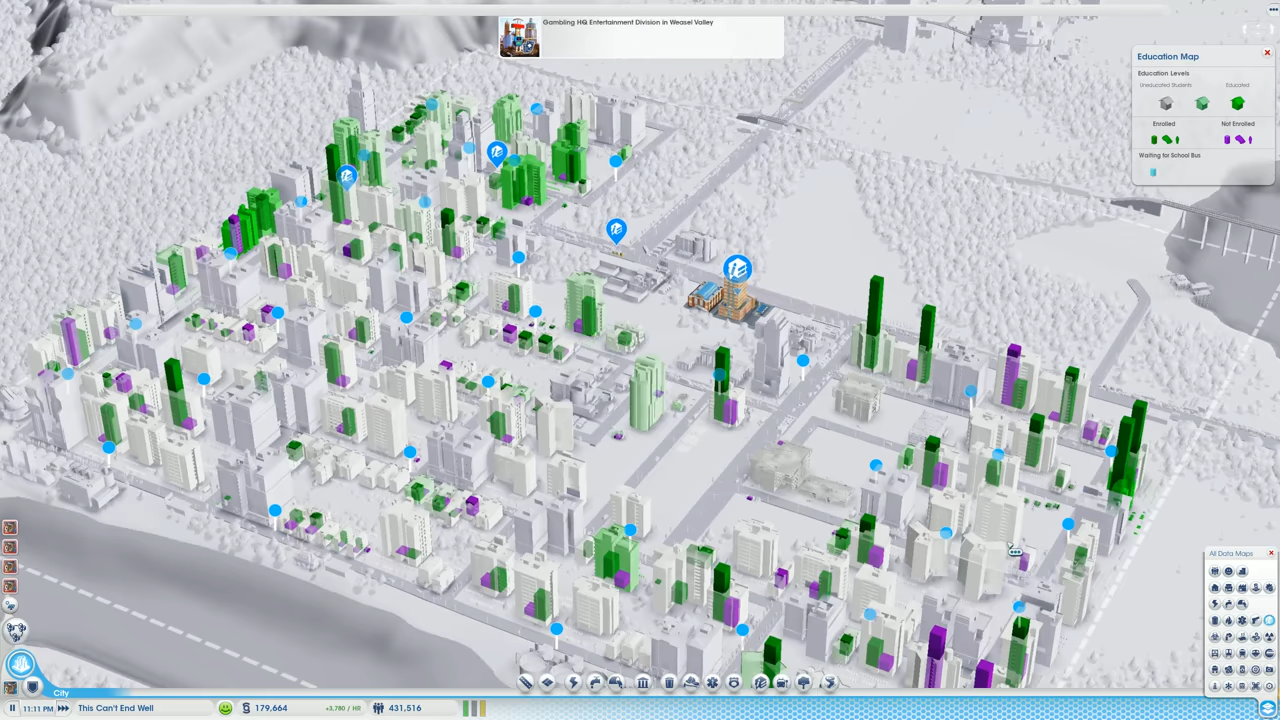 Gambling HQ Entertainment Division in Weasel Valley
Education Map
Education Levels
Uneducated Students
Educated
Enrolled
Not Enrolled
Waiting for School Bus
All Data Maps
City
11:11 PM
This Can't End Well
179,664
+3,780 / HR
431,516